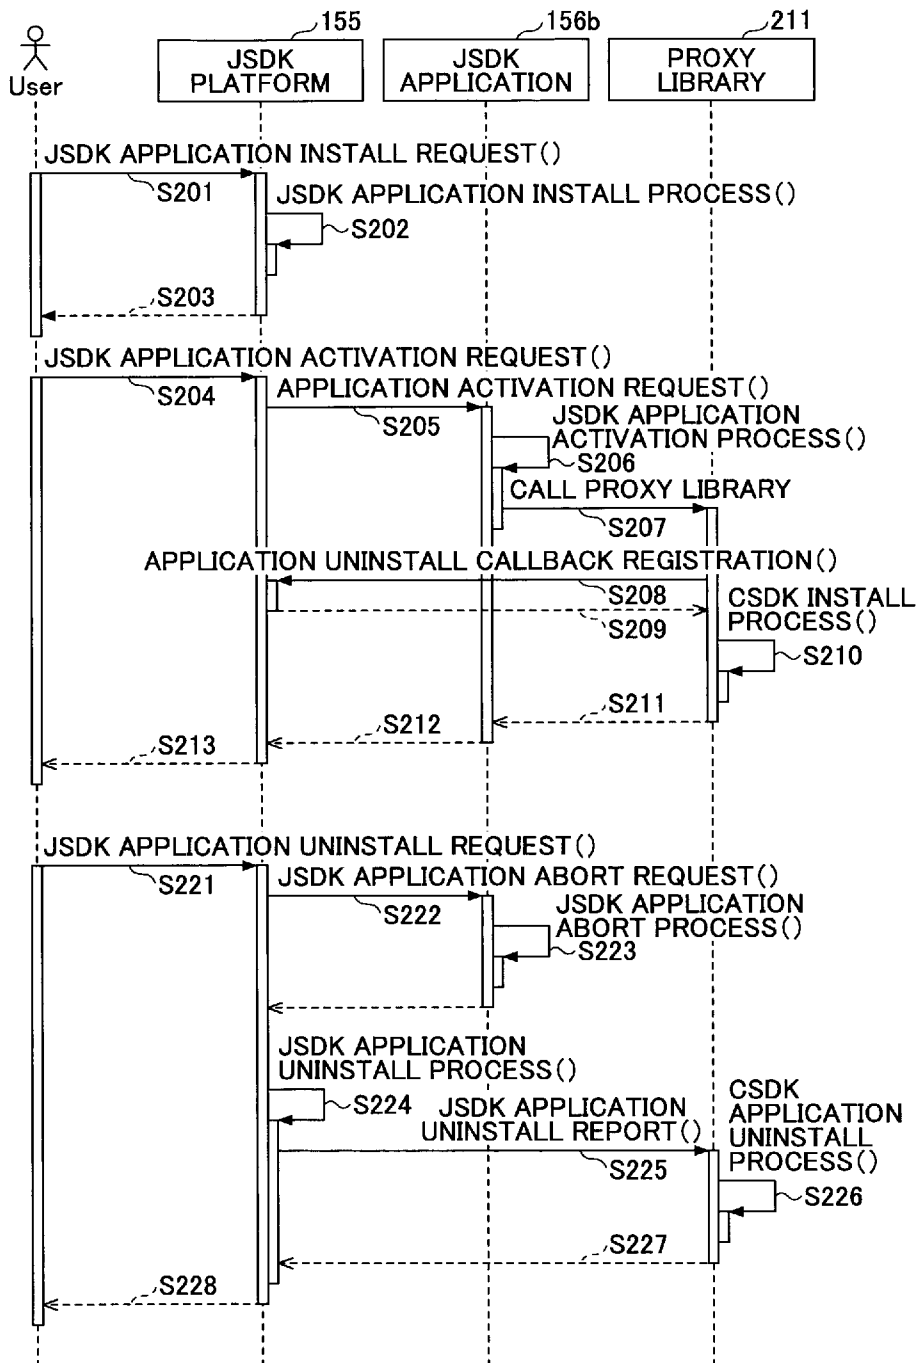 155
156b
211
User
JSDK
PLATFORM
JSDK
APPLICATION
PROXY
LIBRARY
JSDK APPLICATION INSTALL REQUEST()
S201
JSDK APPLICATION INSTALL PROCESS()
S202
S203
JSDK APPLICATION ACTIVATION REQUEST()
S204
APPLICATION ACTIVATION REQUEST()
S205
JSDK APPLICATION
ACTIVATION PROCESS()
S206
CALL PROXY LIBRARY
S207
APPLICATION UNINSTALL CALLBACK REGISTRATION()
S208
S209
CSDK INSTALL
PROCESS()
S210
S211
S212
S213
JSDK APPLICATION UNINSTALL REQUEST()
S221
JSDK APPLICATION ABORT REQUEST()
S222
JSDK APPLICATION
ABORT PROCESS()
S223
JSDK APPLICATION
UNINSTALL PROCESS()
S224
JSDK APPLICATION
UNINSTALL REPORT()
S225
CSDK
APPLICATION
UNINSTALL
PROCESS()
S226
S227
S228